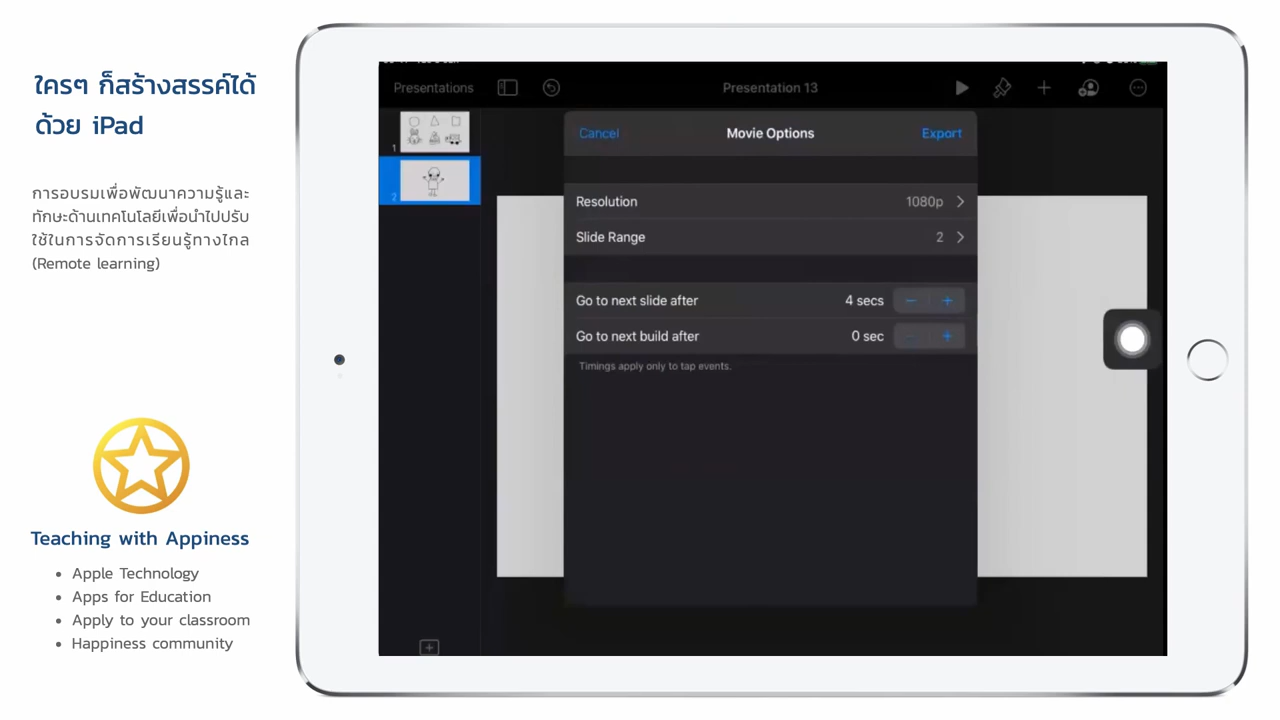 ใครๆ ก็สร้างสรรค์ได้
ด้วย iPad
การอบรมเพื่อพัฒนาความรู้และ
ทักษะด้านเทคโนโลยีเพื่อนำไปปรับ
ใช้ในการจัดการเรียนรู้ทางไกล
(Remote learning)
Teaching with Appiness
• Apple Technology
• Apps for Education
• Apply to your classroom
• Happiness community
Presentations
Presentation 13
1
2
Cancel
Movie Options
Export
Resolution 1080p
Slide Range 2
Go to next slide after 4 secs
Go to next build after 0 sec
Timings apply only to tap events.